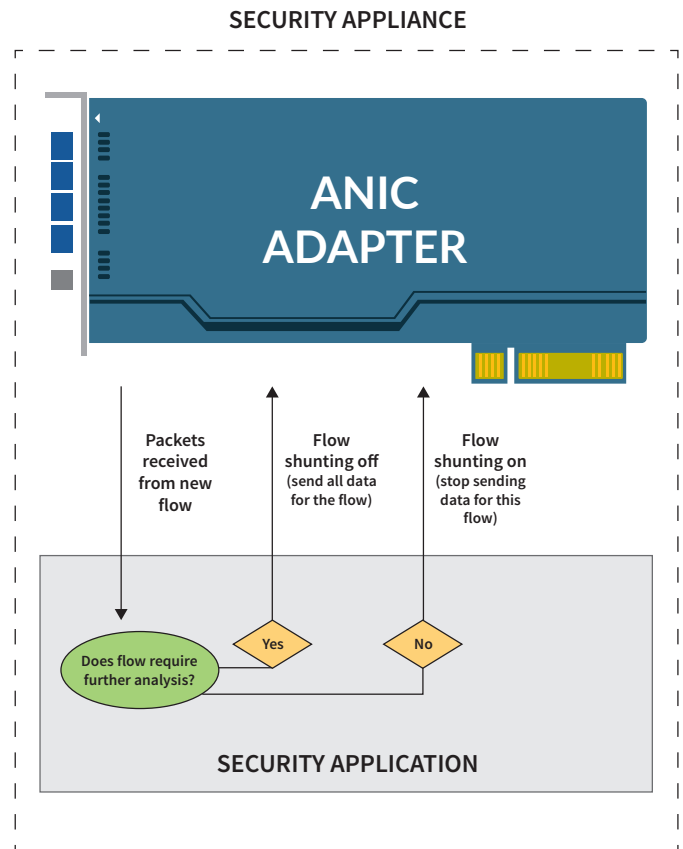 SECURITY APPLIANCE
ANIC
ADAPTER
Packets
received
from new
flow
Flow
shunting off
(send all data
for the flow)
Flow
shunting on
(stop sending
data for this
flow)
Does flow require
further analysis?
Yes
No
SECURITY APPLICATION